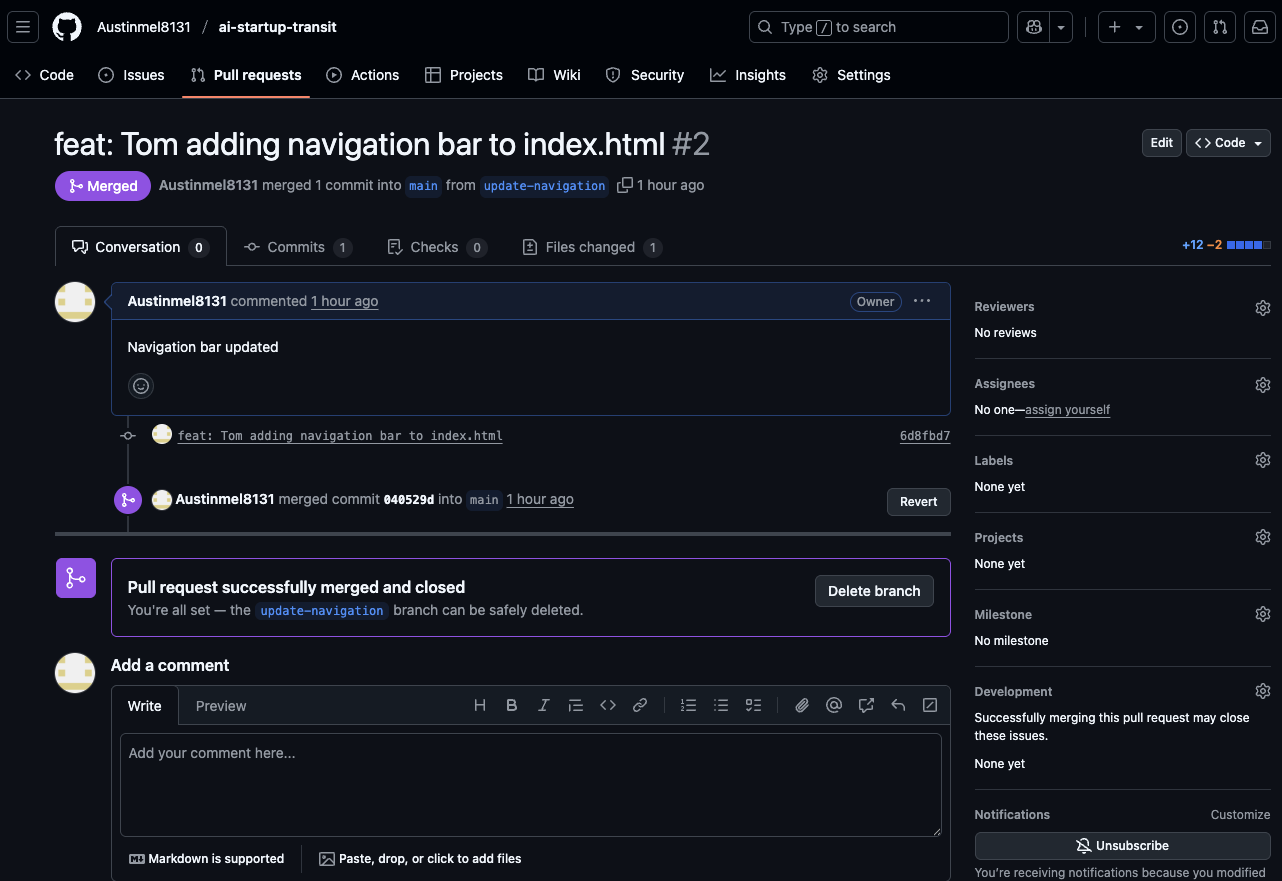 Austinmel8131 / ai-startup-transit
Type / to search
Code Issues Pull requests Actions Projects Wiki Security Insights Settings
feat: Tom adding navigation bar to index.html #2
Edit
Code
Merged
Austinmel8131 merged 1 commit into main from update-navigation 1 hour ago
Conversation 0
Commits 1
Checks 0
Files changed 1
+12 −2
Austinmel8131 commented 1 hour ago
Owner
Navigation bar updated
feat: Tom adding navigation bar to index.html
6d8fbd7
Austinmel8131 merged commit 040529d into main 1 hour ago
Revert
Pull request successfully merged and closed
You're all set — the update-navigation branch can be safely deleted.
Delete branch
Add a comment
Write
Preview
Add your comment here...
Markdown is supported
Paste, drop, or click to add files
Reviewers
No reviews
Assignees
No one—assign yourself
Labels
None yet
Projects
None yet
Milestone
No milestone
Development
Successfully merging this pull request may close
these issues.
None yet
Notifications
Customize
Unsubscribe
You're receiving notifications because you modified